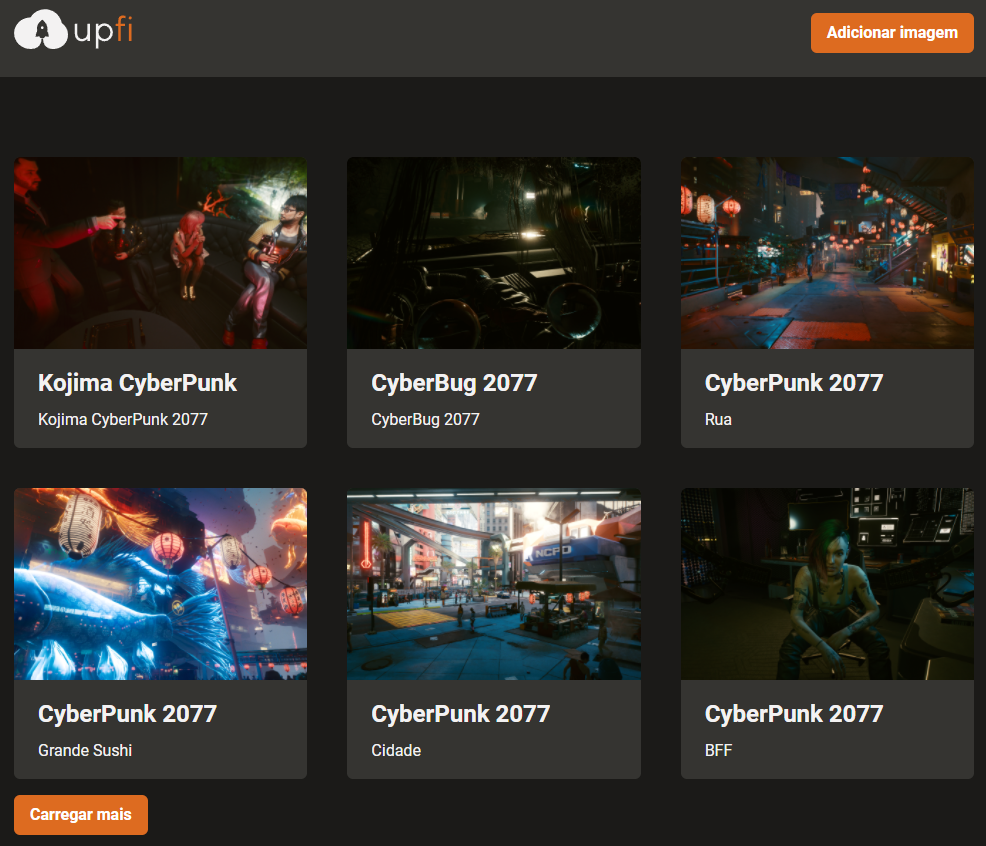 upfi
Adicionar imagem
Kojima CyberPunk
Kojima CyberPunk 2077
CyberBug 2077
CyberBug 2077
CyberPunk 2077
Rua
NCPD
CyberPunk 2077
Grande Sushi
CyberPunk 2077
Cidade
CyberPunk 2077
BFF
Carregar mais